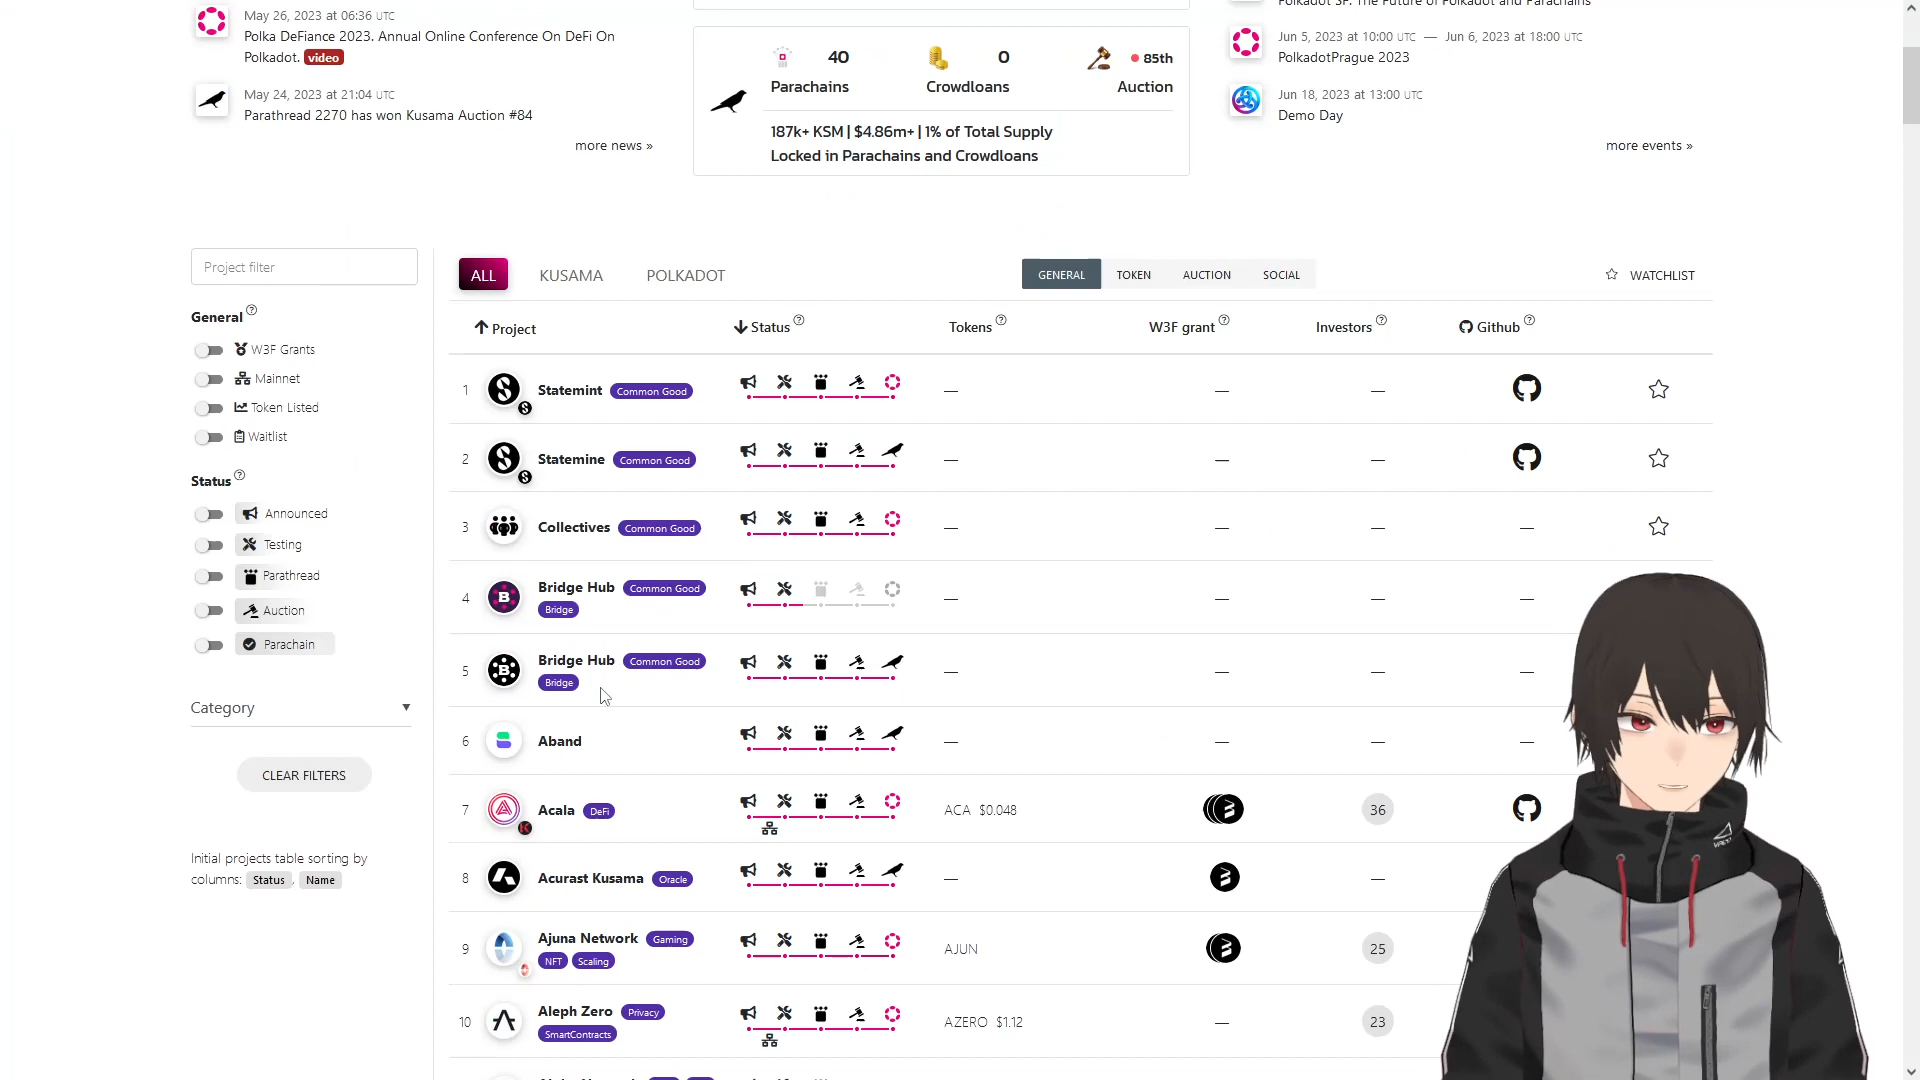 May 26, 2023 at 06:36 UTC
Polka DeFiance 2023. Annual Online Conference On DeFi On
Polkadot. video
May 24, 2023 at 21:04 UTC
Parathread 2270 has won Kusama Auction #84
more news »
40
Parachains
0
Crowdloans
85th
Auction
187k+ KSM | $4.86m+ | 1% of Total Supply
Locked in Parachains and Crowdloans
Polkadot SF: The Future of Polkadot and Parachains
Jun 5, 2023 at 10:00 UTC — Jun 6, 2023 at 18:00 UTC
PolkadotPrague 2023
Jun 18, 2023 at 13:00 UTC
Demo Day
more events »
Project filter
General ?
W3F Grants
Mainnet
Token Listed
Waitlist
Status ?
Announced
Testing
Parathread
Auction
Parachain
Category
CLEAR FILTERS
Initial projects table sorting by
columns: Status , Name
ALL KUSAMA POLKADOT
GENERAL TOKEN AUCTION SOCIAL
WATCHLIST
Project Status ? Tokens ? W3F grant ? Investors ? Github ?
1 Statemint Common Good — — —
2 Statemine Common Good — — —
3 Collectives Common Good — — — —
4 Bridge Hub Common Good — — — —
Bridge
5 Bridge Hub Common Good — — — —
Bridge
6 Aband — — — —
7 Acala DeFi ACA $0.048 36
8 Acurast Kusama Oracle — —
9 Ajuna Network Gaming AJUN 25
NFT Scaling
10 Aleph Zero Privacy AZERO $1.12 — 23
SmartContracts